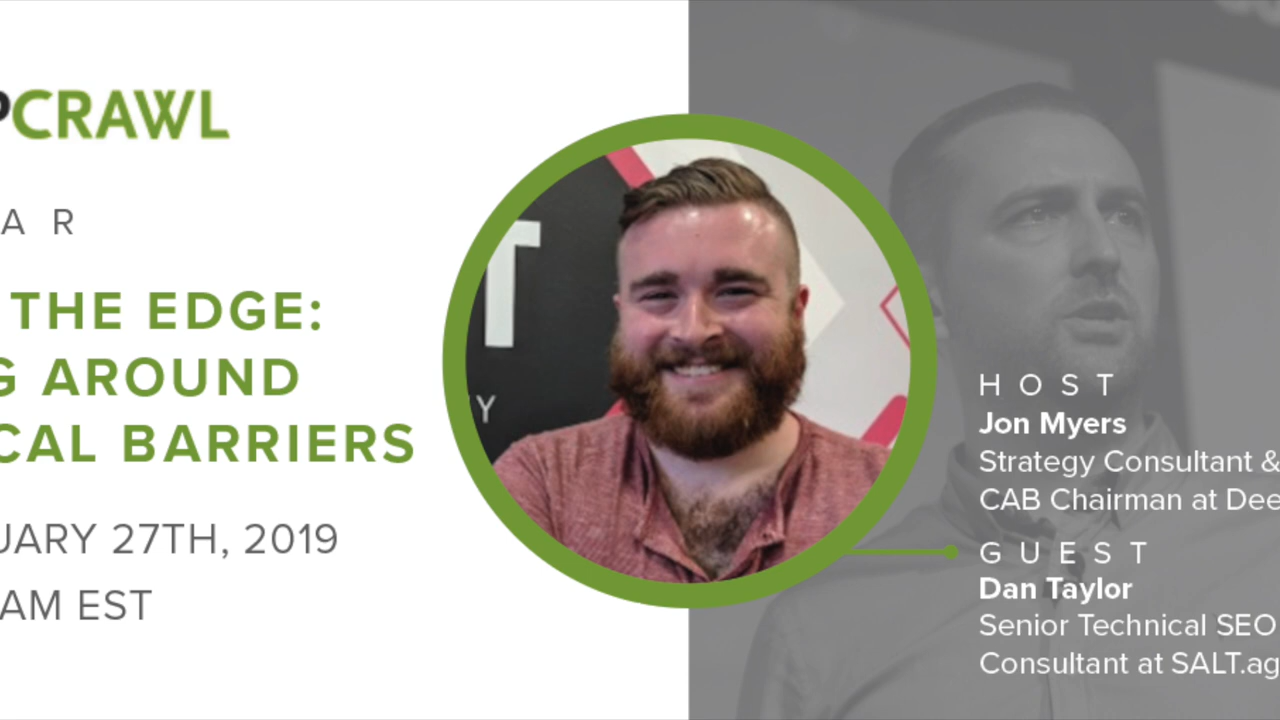 PCRAWL
A R
THE EDGE:
G AROUND
CAL BARRIERS
UARY 27TH, 2019
AM EST
T
Y
HOST
Jon Myers
Strategy Consultant &
CAB Chairman at Dee
GUEST
Dan Taylor
Senior Technical SEO
Consultant at SALT.ag